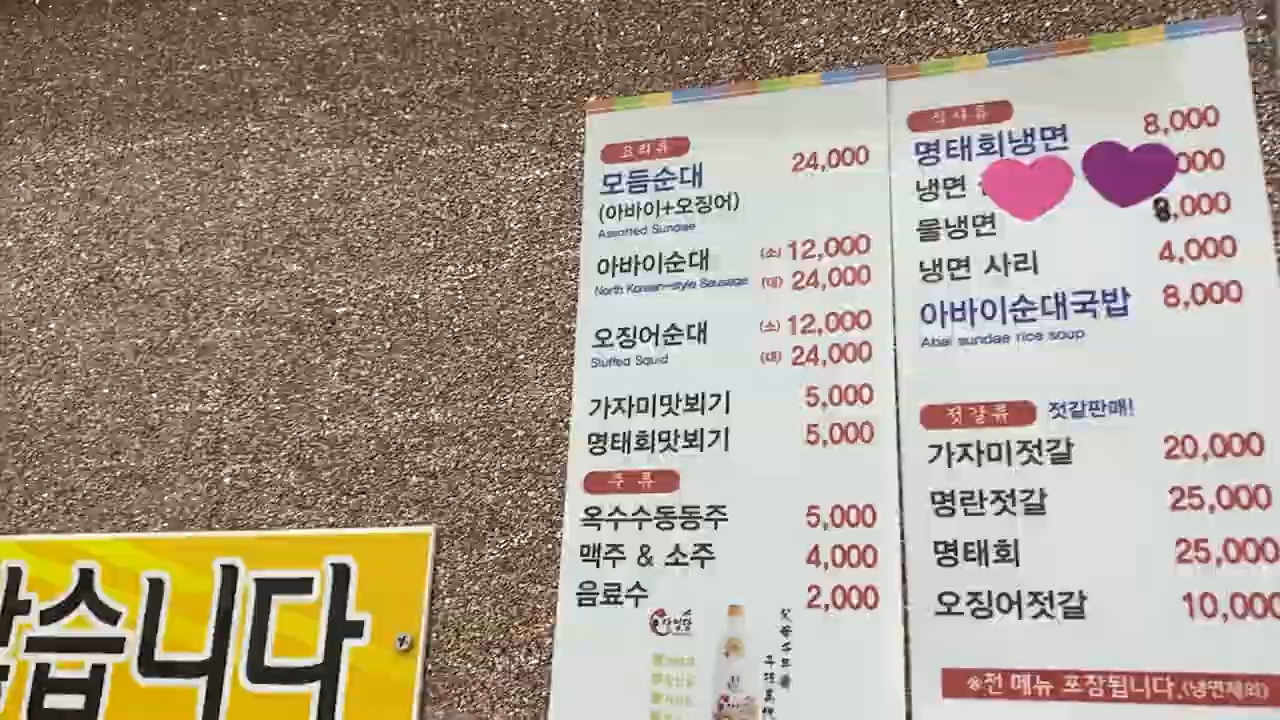 요리류
모듬순대 24,000
(아바이+오징어)
Assorted Sundae
아바이순대 (소) 12,000
North Korean-style Sausage (대) 24,000
오징어순대 (소) 12,000
Stuffed Squid (대) 24,000
가자미맛뵈기 5,000
명태회맛뵈기 5,000
주류
옥수수동동주 5,000
맥주 & 소주 4,000
음료수 2,000
식사류
명태회냉면 8,000
냉면 000
물냉면 8,000
냉면 사리 4,000
아바이순대국밥 8,000
Abai sundae rice soup
젓갈류 젓갈판매!
가자미젓갈 20,000
명란젓갈 25,000
명태회 25,000
오징어젓갈 10,000
※전 메뉴 포장됩니다.(냉면제외)
습니다